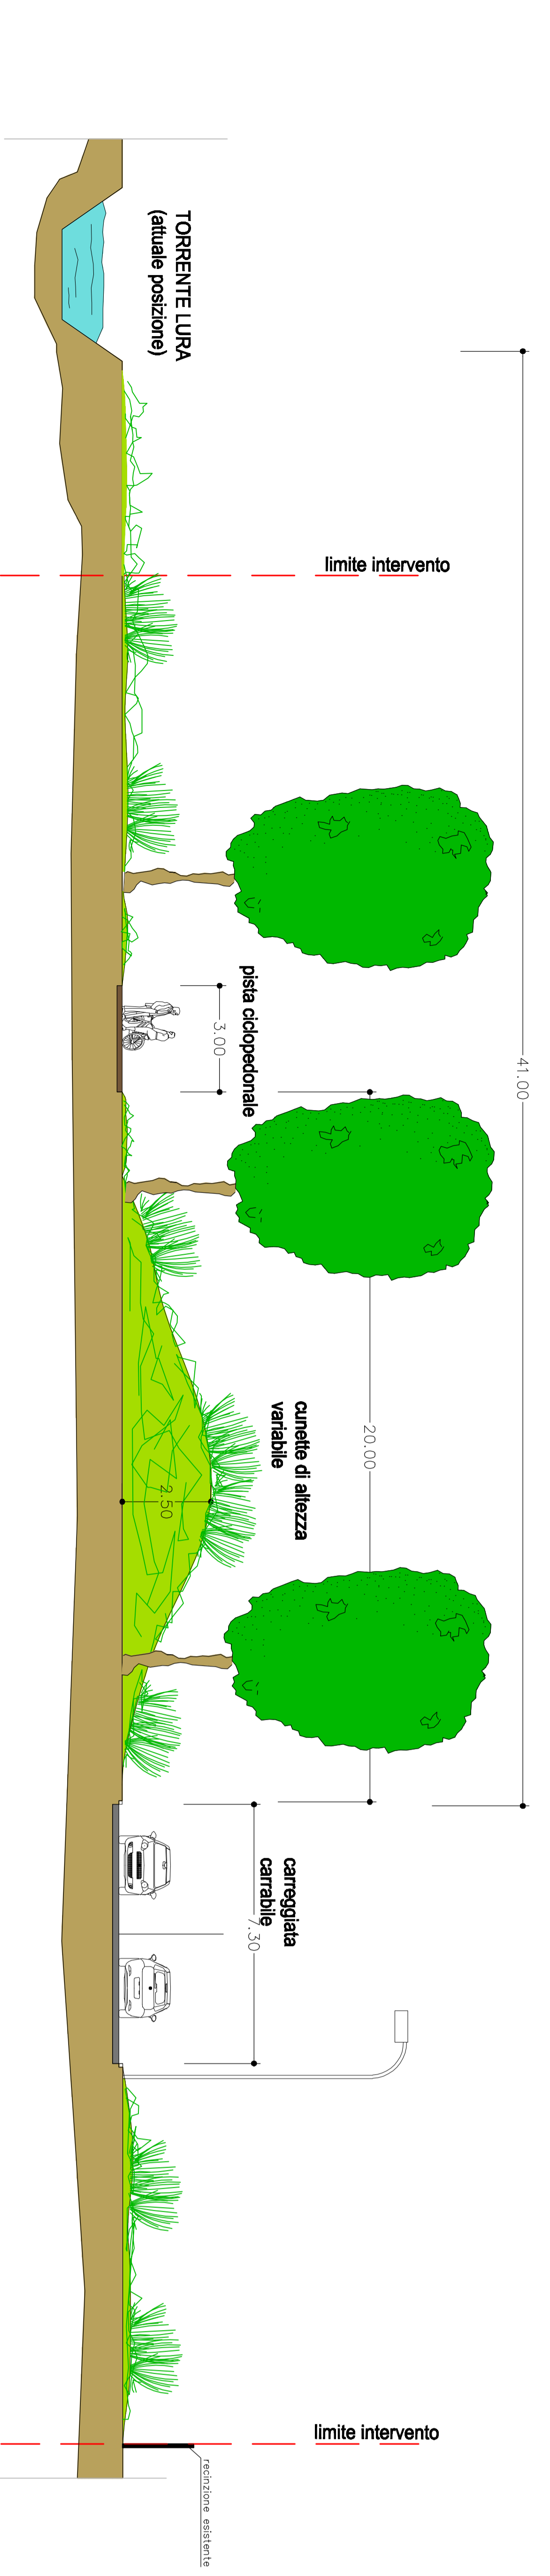 TORRENTE LURA
(attuale posizione)
limite intervento
41.00
pista ciclopedonale
3.00
20.00
cunette di altezza
variabile
2.50
carreggiata
carrabile
7.30
limite intervento
recinzione esistente